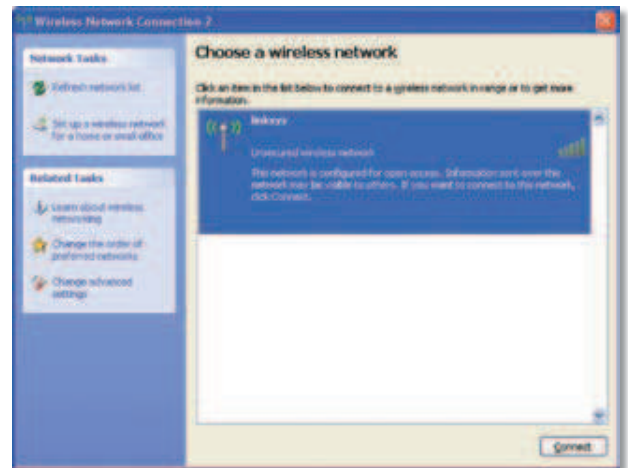 Wireless Network Connection 2
Network Tasks
Refresh network list
Set up a wireless network
for a home or small office
Related Tasks
Learn about wireless
networking
Change the order of
preferred networks
Change advanced
settings
Choose a wireless network
Click an item in the list below to connect to a wireless network in range or to get more
information.
linksys
Unsecured wireless network
This network is configured for open access. Information sent over this
network may be visible to others. If you want to connect to this network,
click Connect.
Connect